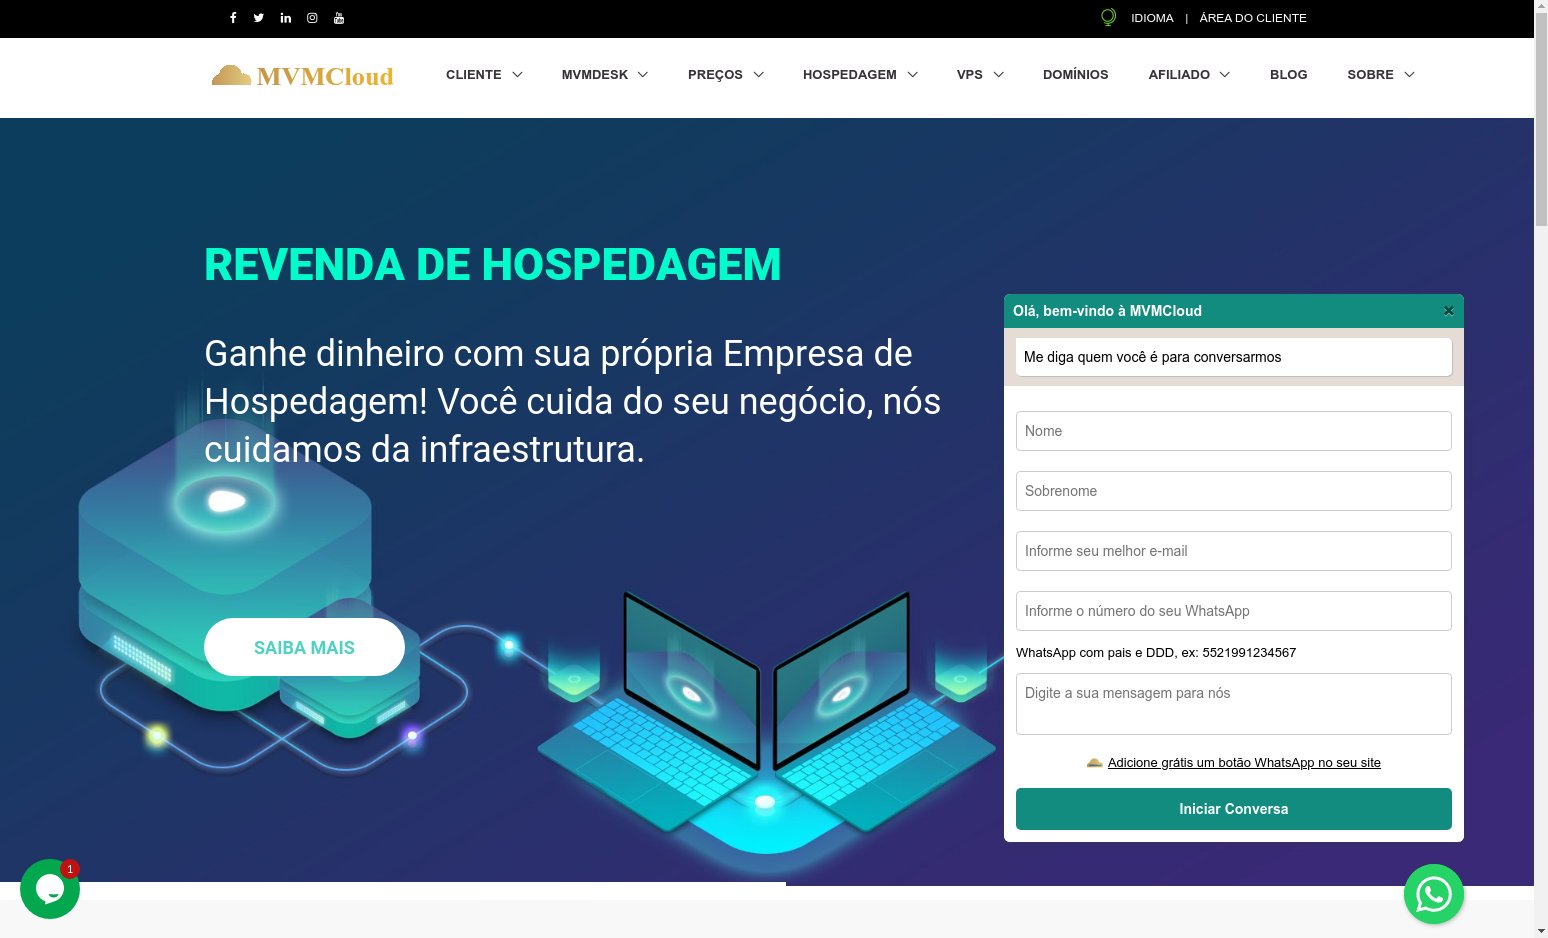 IDIOMA | ÁREA DO CLIENTE
MVMCloud
CLIENTE MVMDESK PREÇOS HOSPEDAGEM VPS DOMÍNIOS AFILIADO BLOG SOBRE
REVENDA DE HOSPEDAGEM
Ganhe dinheiro com sua própria Empresa de
Hospedagem! Você cuida do seu negócio, nós
cuidamos da infraestrutura.
SAIBA MAIS
Olá, bem-vindo à MVMCloud
×
Me diga quem você é para conversarmos
Nome
Sobrenome
Informe seu melhor e-mail
Informe o número do seu WhatsApp
WhatsApp com pais e DDD, ex: 5521991234567
Digite a sua mensagem para nós
Adicione grátis um botão WhatsApp no seu site
Iniciar Conversa
1